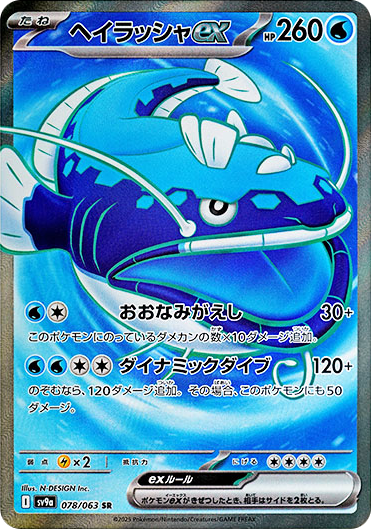 たね ヘイラッシャex HP 260
おおなみがえし 30+
このポケモンにのっているダメカンの数×10ダメージ追加。
ダイナミックダイブ 120+
のぞむなら、120ダメージ追加。その場合、このポケモンにも50
ダメージ。
弱点 ×2 抵抗力 にげる
Illus. N-DESIGN Inc.
I sv9a 078/063 SR
exルール
ポケモンexがきぜつしたとき、相手はサイドを2枚とる。
©2025 Pokémon/Nintendo/Creatures/GAME FREAK